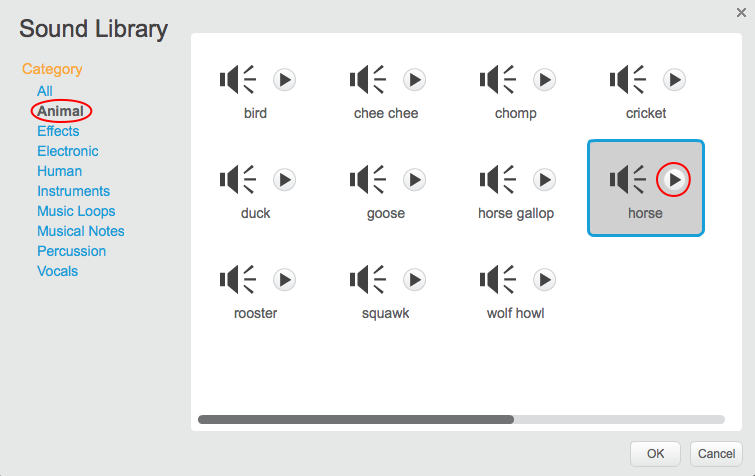 Sound Library
Category
All
Animal
Effects
Electronic
Human
Instruments
Music Loops
Musical Notes
Percussion
Vocals
bird chee chee chomp cricket
duck goose horse gallop horse
rooster squawk wolf howl
OK Cancel